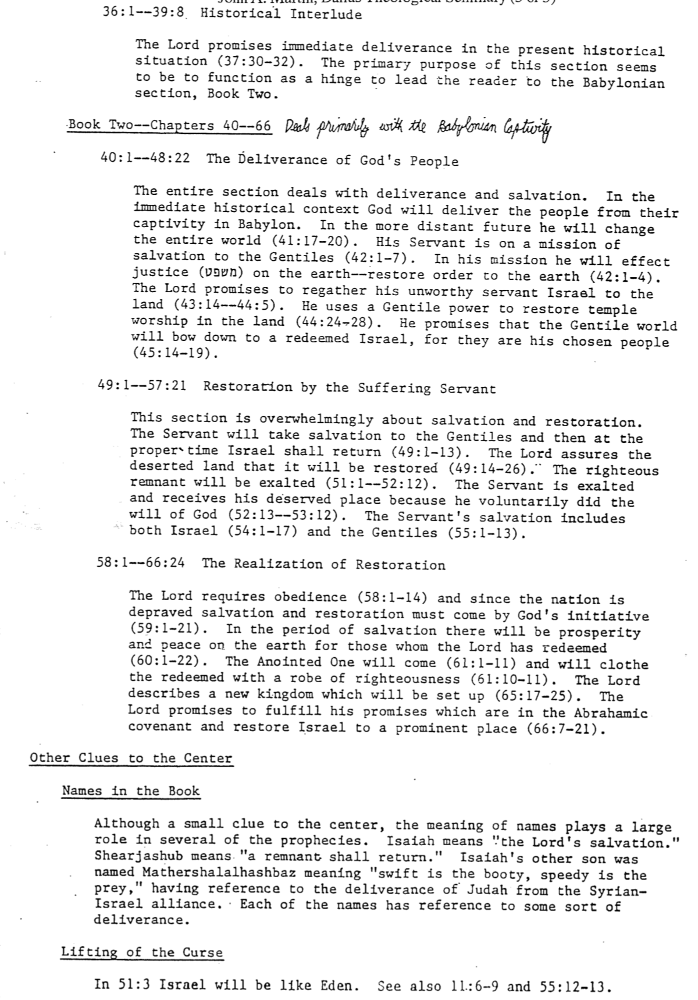 John A. Martin, Dallas Theological Seminary (3 of 5)
36:1--39:8 Historical Interlude
The Lord promises immediate deliverance in the present historical
situation (37:30-32). The primary purpose of this section seems
to be to function as a hinge to lead the reader to the Babylonian
section, Book Two.
Book Two--Chapters 40--66 Deals primarily with the Babylonian Captivity
40:1--48:22 The Deliverance of God's People
The entire section deals with deliverance and salvation. In the
immediate historical context God will deliver the people from their
captivity in Babylon. In the more distant future he will change
the entire world (41:17-20). His Servant is on a mission of
salvation to the Gentiles (42:1-7). In his mission he will effect
justice (משפט) on the earth--restore order to the earth (42:1-4).
The Lord promises to regather his unworthy servant Israel to the
land (43:14--44:5). He uses a Gentile power to restore temple
worship in the land (44:24-28). He promises that the Gentile world
will bow down to a redeemed Israel, for they are his chosen people
(45:14-19).
49:1--57:21 Restoration by the Suffering Servant
This section is overwhelmingly about salvation and restoration.
The Servant will take salvation to the Gentiles and then at the
proper time Israel shall return (49:1-13). The Lord assures the
deserted land that it will be restored (49:14-26). The righteous
remnant will be exalted (51:1--52:12). The Servant is exalted
and receives his deserved place because he voluntarily did the
will of God (52:13--53:12). The Servant's salvation includes
both Israel (54:1-17) and the Gentiles (55:1-13).
58:1--66:24 The Realization of Restoration
The Lord requires obedience (58:1-14) and since the nation is
depraved salvation and restoration must come by God's initiative
(59:1-21). In the period of salvation there will be prosperity
and peace on the earth for those whom the Lord has redeemed
(60:1-22). The Anointed One will come (61:1-11) and will clothe
the redeemed with a robe of righteousness (61:10-11). The Lord
describes a new kingdom which will be set up (65:17-25). The
Lord promises to fulfill his promises which are in the Abrahamic
covenant and restore Israel to a prominent place (66:7-21).
Other Clues to the Center
Names in the Book
Although a small clue to the center, the meaning of names plays a large
role in several of the prophecies. Isaiah means "the Lord's salvation."
Shearjashub means "a remnant shall return." Isaiah's other son was
named Mathershalalhashbaz meaning "swift is the booty, speedy is the
prey," having reference to the deliverance of Judah from the Syrian-
Israel alliance. Each of the names has reference to some sort of
deliverance.
Lifting of the Curse
In 51:3 Israel will be like Eden. See also 11:6-9 and 55:12-13.